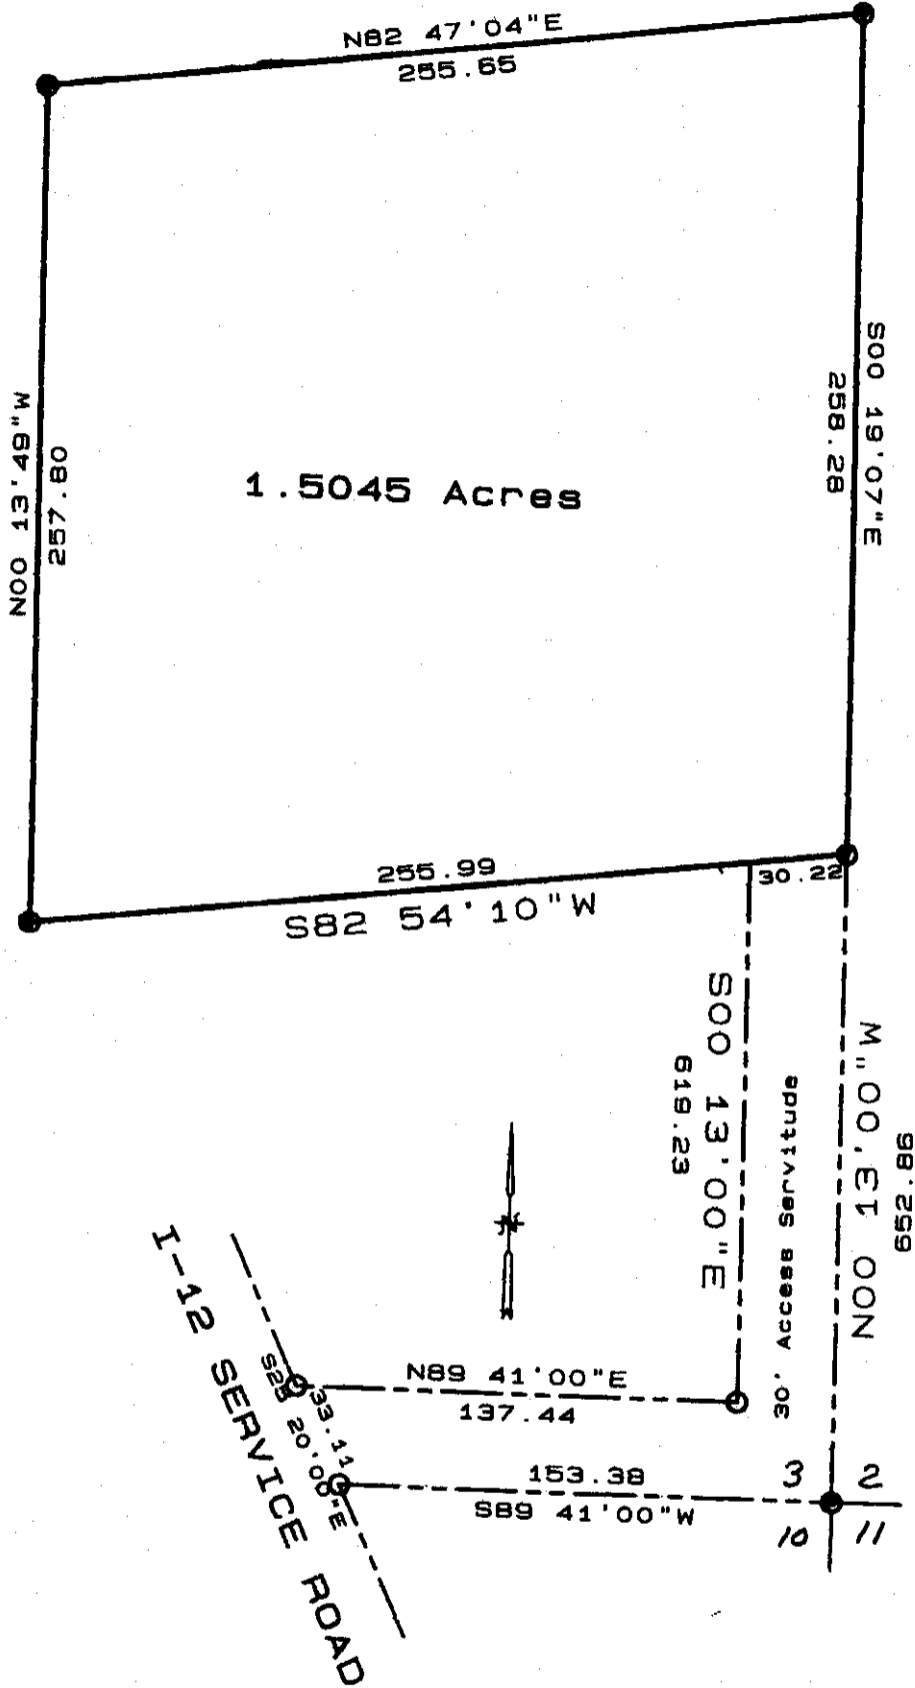 N82 47'04"E
255.65
S00 19'07"E
258.28
N00 13'49"W
257.80
1.5045 Acres
255.99
S82 54'10"W
30.22
S00 13'00"E
619.23
30' Access Servitude
N00 13'00"W
652.86
I-12 SERVICE ROAD
S25 20'00"E
33.11
N89 41'00"E
137.44
153.38
S89 41'00"W
3 2
10 11